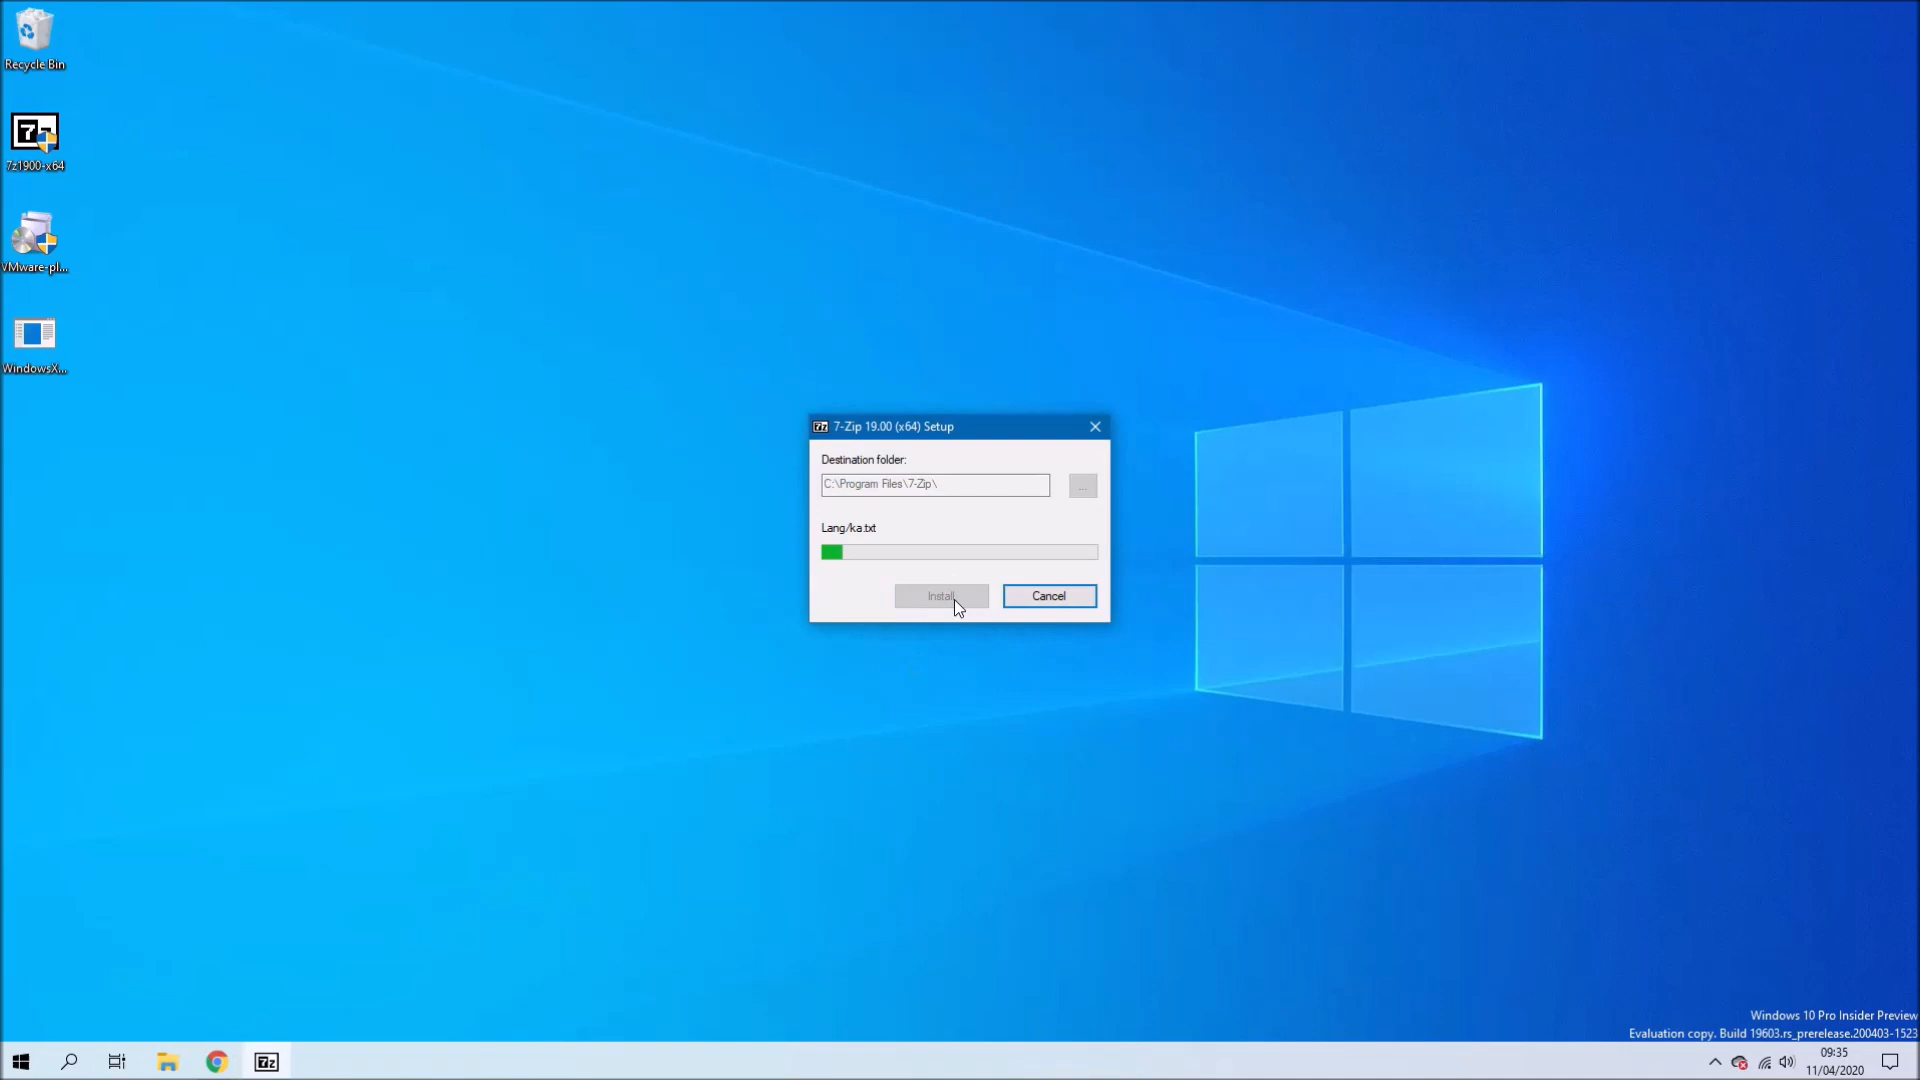 Recycle Bin
7z1900-x64
VMware-pl...
WindowsX...
7z 7-Zip 19.00 (x64) Setup
Destination folder:
C:\Program Files\7-Zip\
...
Lang/ka.txt
Install
Cancel
Windows 10 Pro Insider Preview
Evaluation copy. Build 19603.rs_prerelease.200403-1523
7z
09:35
11/04/2020